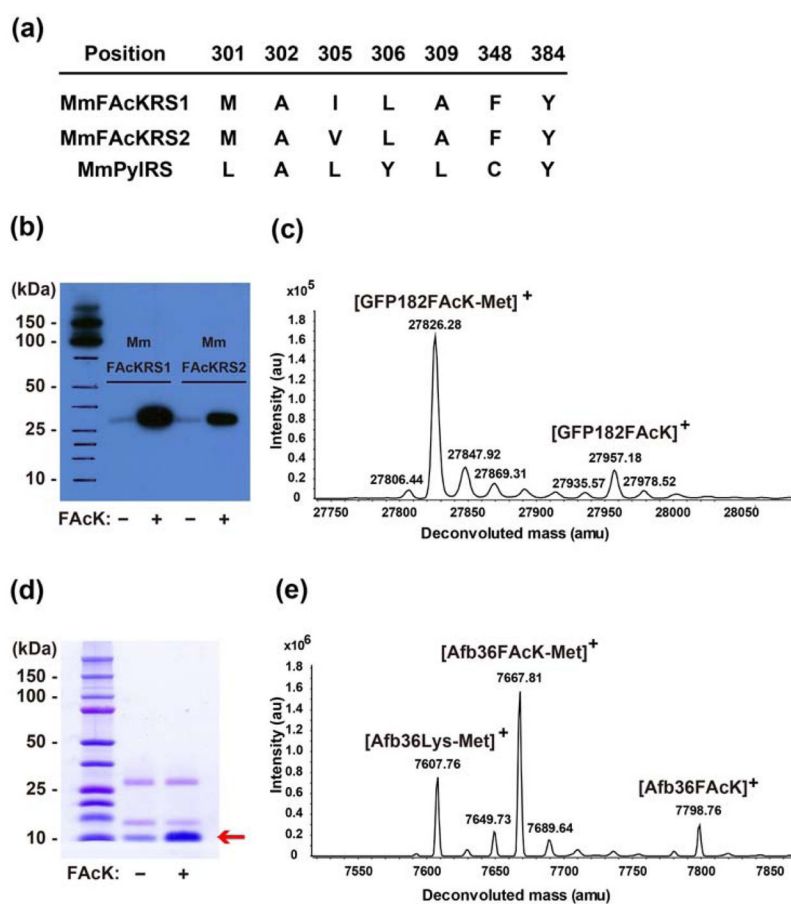 (a)
Position 301 302 305 306 309 348 384
MmFAcKRS1 M A I L A F Y
MmFAcKRS2 M A V L A F Y
MmPylRS L A L Y L C Y
(b)
(kDa)
150 -
100 -
50 -
25 -
10 -
Mm Mm
FAcKRS1 FAcKRS2
FAcK: − + − +
(c)
x10⁵
[GFP182FAcK-Met]⁺
1.8
27826.28
1.6
1.4
1.2
1.0
0.8
[GFP182FAcK]⁺
0.6
27957.18
0.4
27847.92
0.2
27806.44 27869.31 27935.57 27978.52
0
Intensity (au)
27750 27800 27850 27900 27950 28000 28050
Deconvoluted mass (amu)
(d)
(kDa)
150 -
100 -
50 -
25 -
10 -
FAcK: − +
(e)
x10⁶
[Afb36FAcK-Met]⁺
1.8
7667.81
1.6
1.4
1.2
[Afb36Lys-Met]⁺
1.0
0.8
7607.76
[Afb36FAcK]⁺
0.6
0.4
7798.76
0.2
7649.73 7689.64
0
Intensity (au)
7550 7600 7650 7700 7750 7800 7850
Deconvoluted mass (amu)